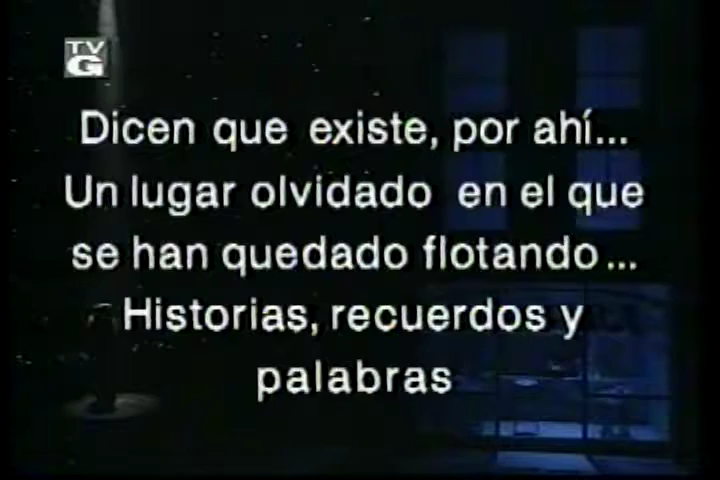 TV
G
Dicen que existe, por ahí...
Un lugar olvidado en el que
se han quedado flotando...
Historias, recuerdos y
palabras